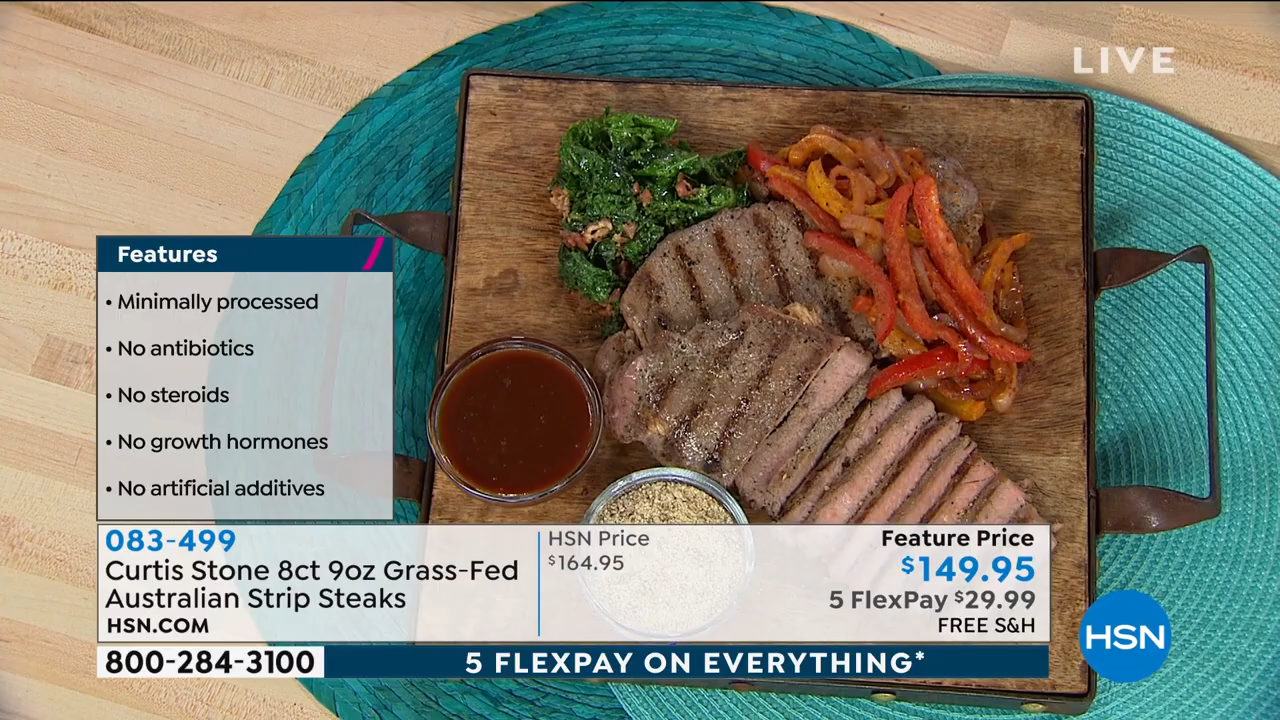 LIVE
Features
• Minimally processed
• No antibiotics
• No steroids
• No growth hormones
• No artificial additives
083-499
Curtis Stone 8ct 9oz Grass-Fed
Australian Strip Steaks
HSN.COM
HSN Price
$164.95
Feature Price
$149.95
5 FlexPay $29.99
FREE S&H
HSN
800-284-3100
5 FLEXPAY ON EVERYTHING*